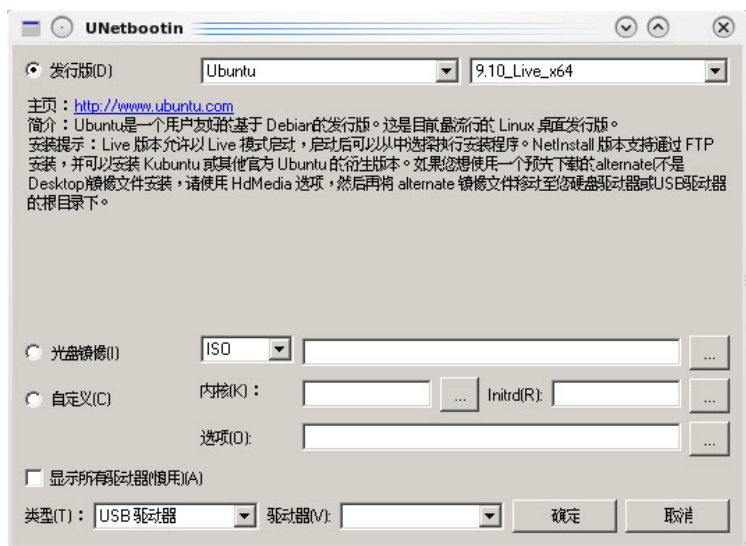 UNetbootin
发行版(D) Ubuntu 9.10_Live_x64
主页：http://www.ubuntu.com
简介：Ubuntu是一个用户友好的基于 Debian的发行版。这是目前最流行的 Linux 桌面发行版。
安装提示：Live 版本允许以 Live 模式启动，启动后可以从中选择执行安装程序。NetInstall 版本支持通过 FTP
安装，并可以安装 Kubuntu 或其他官方 Ubuntu 的衍生版本。如果您想使用一个预先下载的alternate(不是
Desktop)镜像文件安装，请使用 HdMedia 选项，然后再将 alternate 镜像文件移动至您硬盘驱动器或USB驱动器
的根目录下。
光盘镜像(I) ISO ...
自定义(C) 内核(K)： ... Initrd(R): ...
选项(O): ...
显示所有驱动器(慎用)(A)
类型(T)： USB 驱动器 驱动器(V): 确定 取消